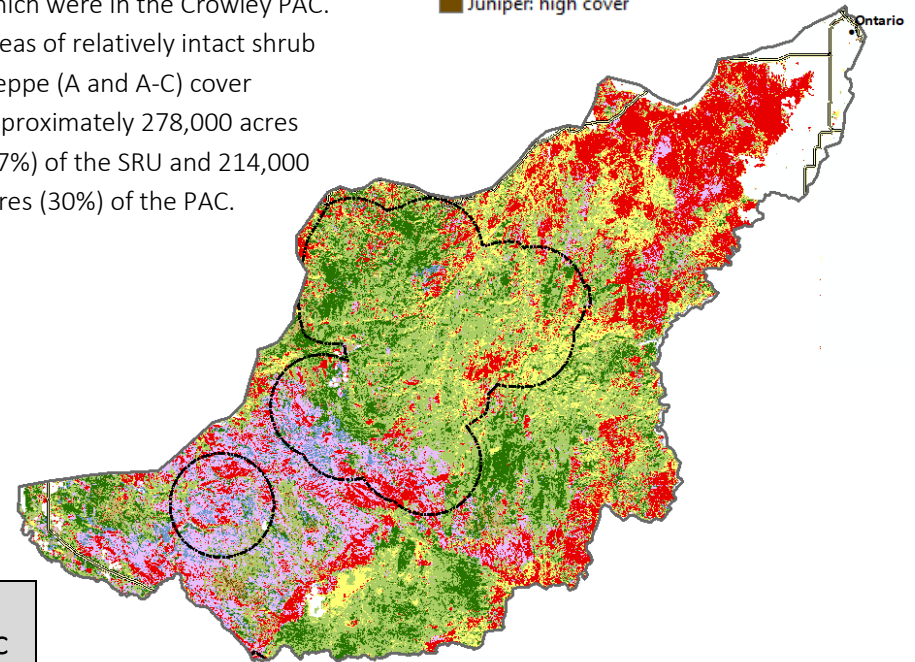 hich were in the Crowley PAC.
eas of relatively intact shrub
eppe (A and A-C) cover
proximately 278,000 acres
7%) of the SRU and 214,000
res (30%) of the PAC.
Juniper: high cover
Ontario
C